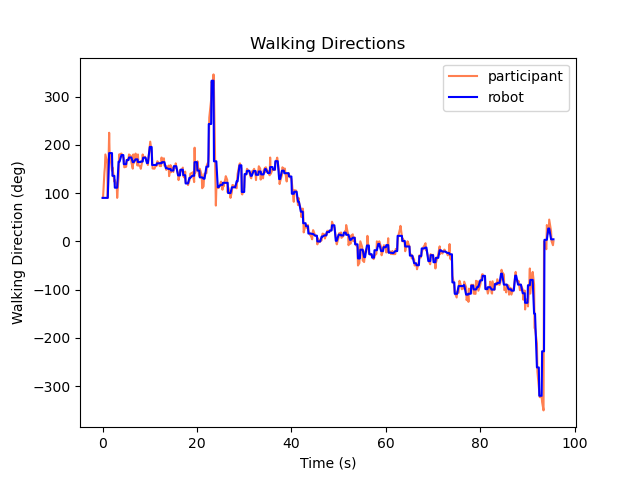 Walking Directions
participant
robot
Walking Direction (deg)
300
200
100
0
−100
−200
−300
0
20
40
60
80
100
Time (s)